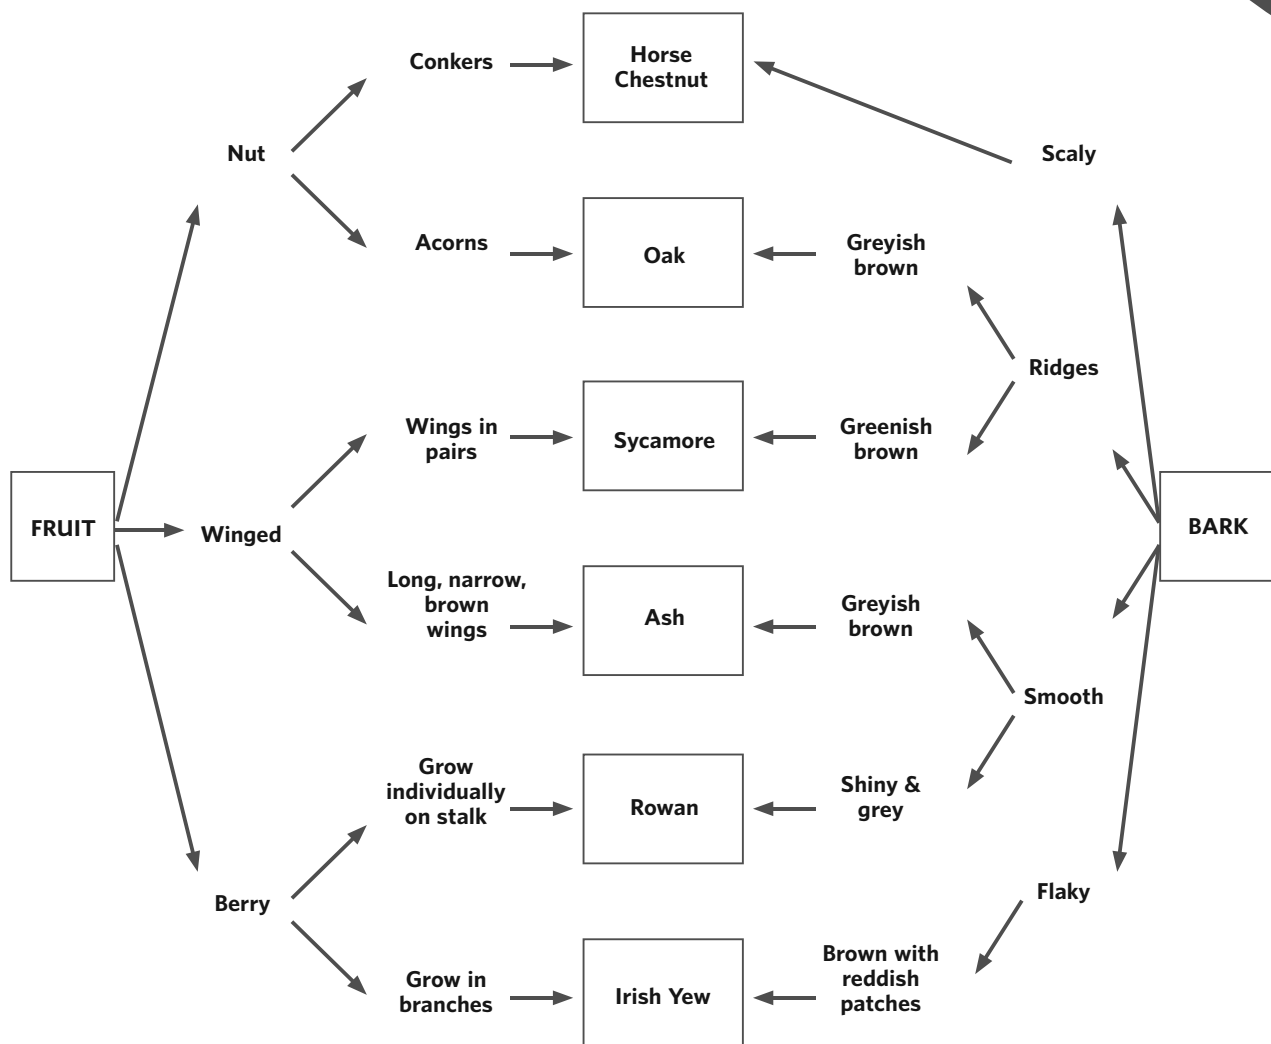 Conkers
Horse
Chestnut
Nut
Scaly
Acorns
Oak
Greyish
brown
Ridges
Wings in
pairs
Sycamore
Greenish
brown
FRUIT
Winged
BARK
Long, narrow,
brown
wings
Ash
Greyish
brown
Smooth
Grow
individually
on stalk
Rowan
Shiny &
grey
Berry
Flaky
Grow in
branches
Irish Yew
Brown with
reddish
patches